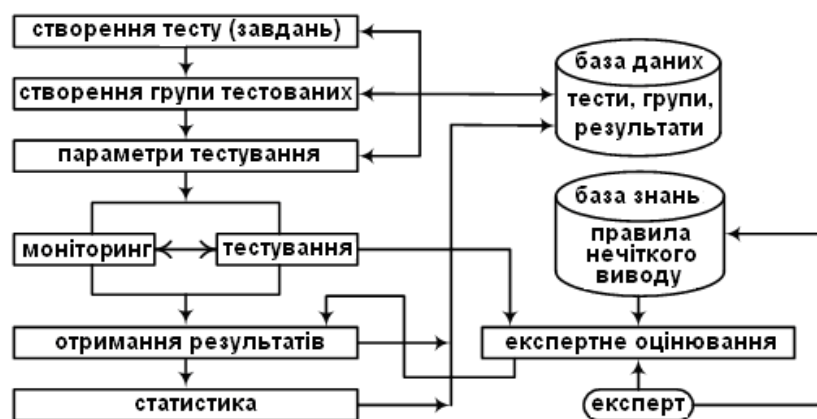 створення тесту (завдань)
створення групи тестованих
параметри тестування
моніторинг
тестування
отримання результатів
статистика
база даних
тести, групи,
результати
база знань
правила
нечіткого
виводу
експертне оцінювання
експерт